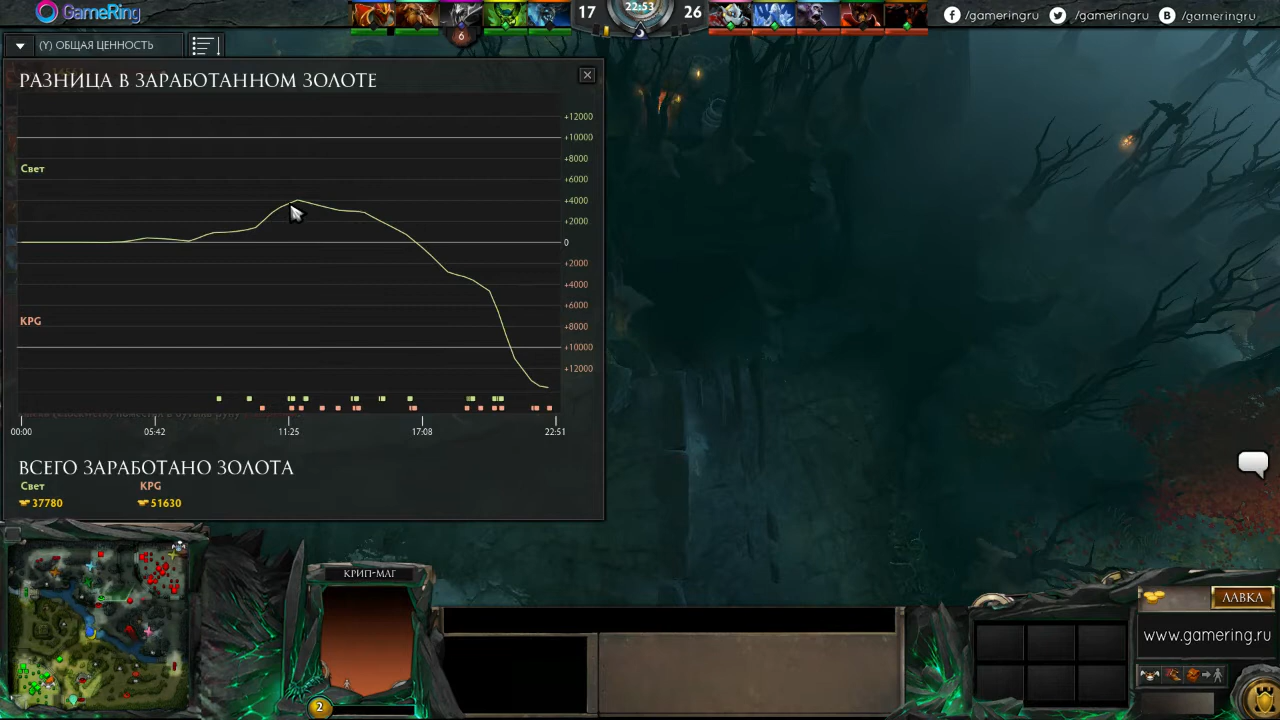 GameRing
17
22:53
26
/gameringru
/gameringru
/gameringru
6
(Y) ОБЩАЯ ЦЕННОСТЬ
РАЗНИЦА В ЗАРАБОТАННОМ ЗОЛОТЕ
+12000
+10000
+8000
Свет
+6000
+4000
+2000
0
+2000
+4000
+6000
KPG
+8000
+10000
+12000
00:00
05:42
11:25
17:08
22:51
ВСЕГО ЗАРАБОТАНО ЗОЛОТА
Свет
KPG
37780
51630
КРИП-МАГ
2
ЛАВКА
www.gamering.ru